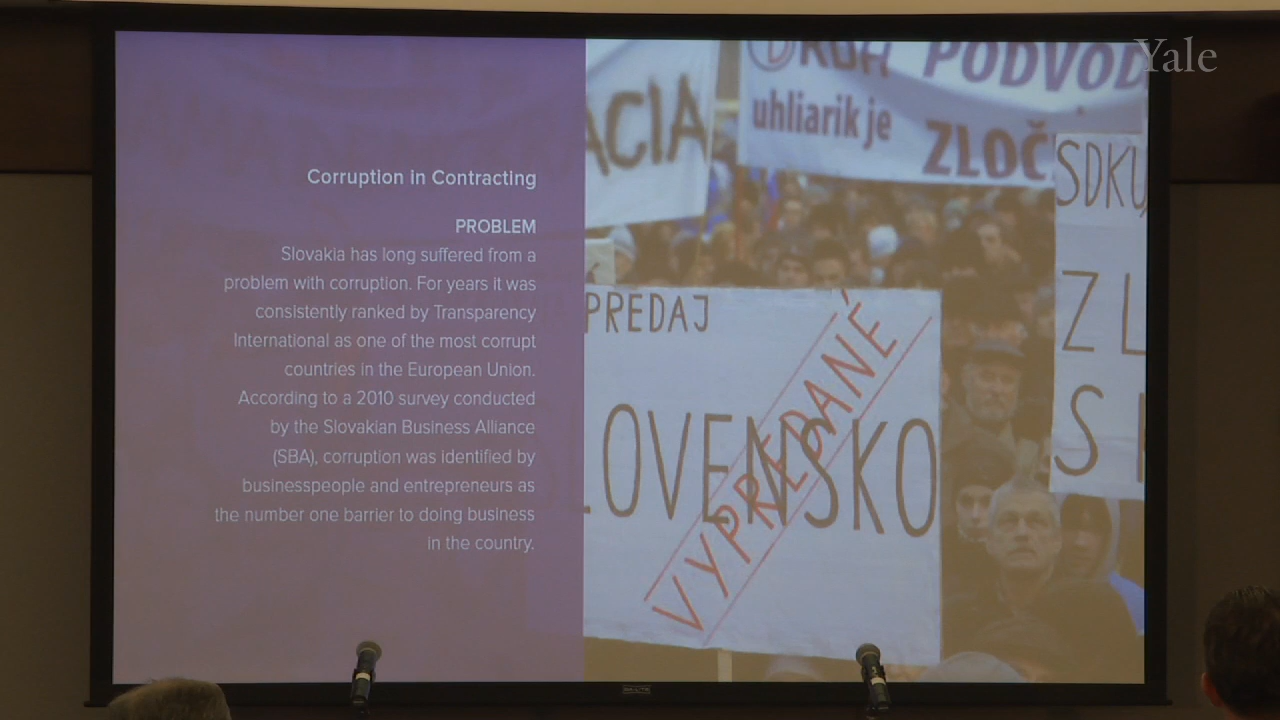 Yale
Corruption in Contracting
PROBLEM
Slovakia has long suffered from a
problem with corruption. For years it was
consistently ranked by Transparency
International as one of the most corrupt
countries in the European Union.
According to a 2010 survey conducted
by the Slovakian Business Alliance
(SBA), corruption was identified by
businesspeople and entrepreneurs as
the number one barrier to doing business
in the country.
ACIA
PODVOD
uhliarik je
ZLOČ
SDKU
ZL
S
PREDAJ
LOVENSKO
VYPREDANÉ